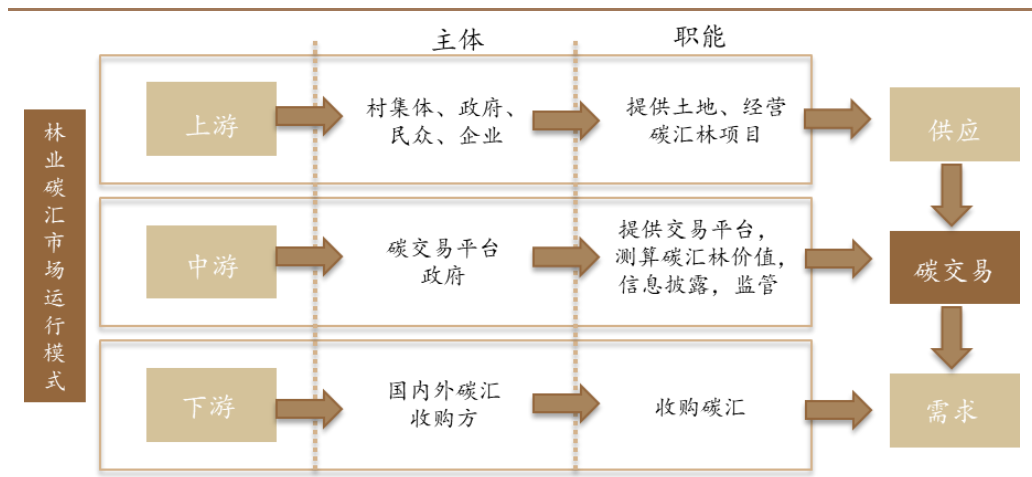 主体
职能
林业碳汇市场运行模式
上游
村集体、政府、
民众、企业
提供土地、经营
碳汇林项目
供应
中游
碳交易平台
政府
提供交易平台，
测算碳汇林价值，
信息披露，监管
碳交易
下游
国内外碳汇
收购方
收购碳汇
需求